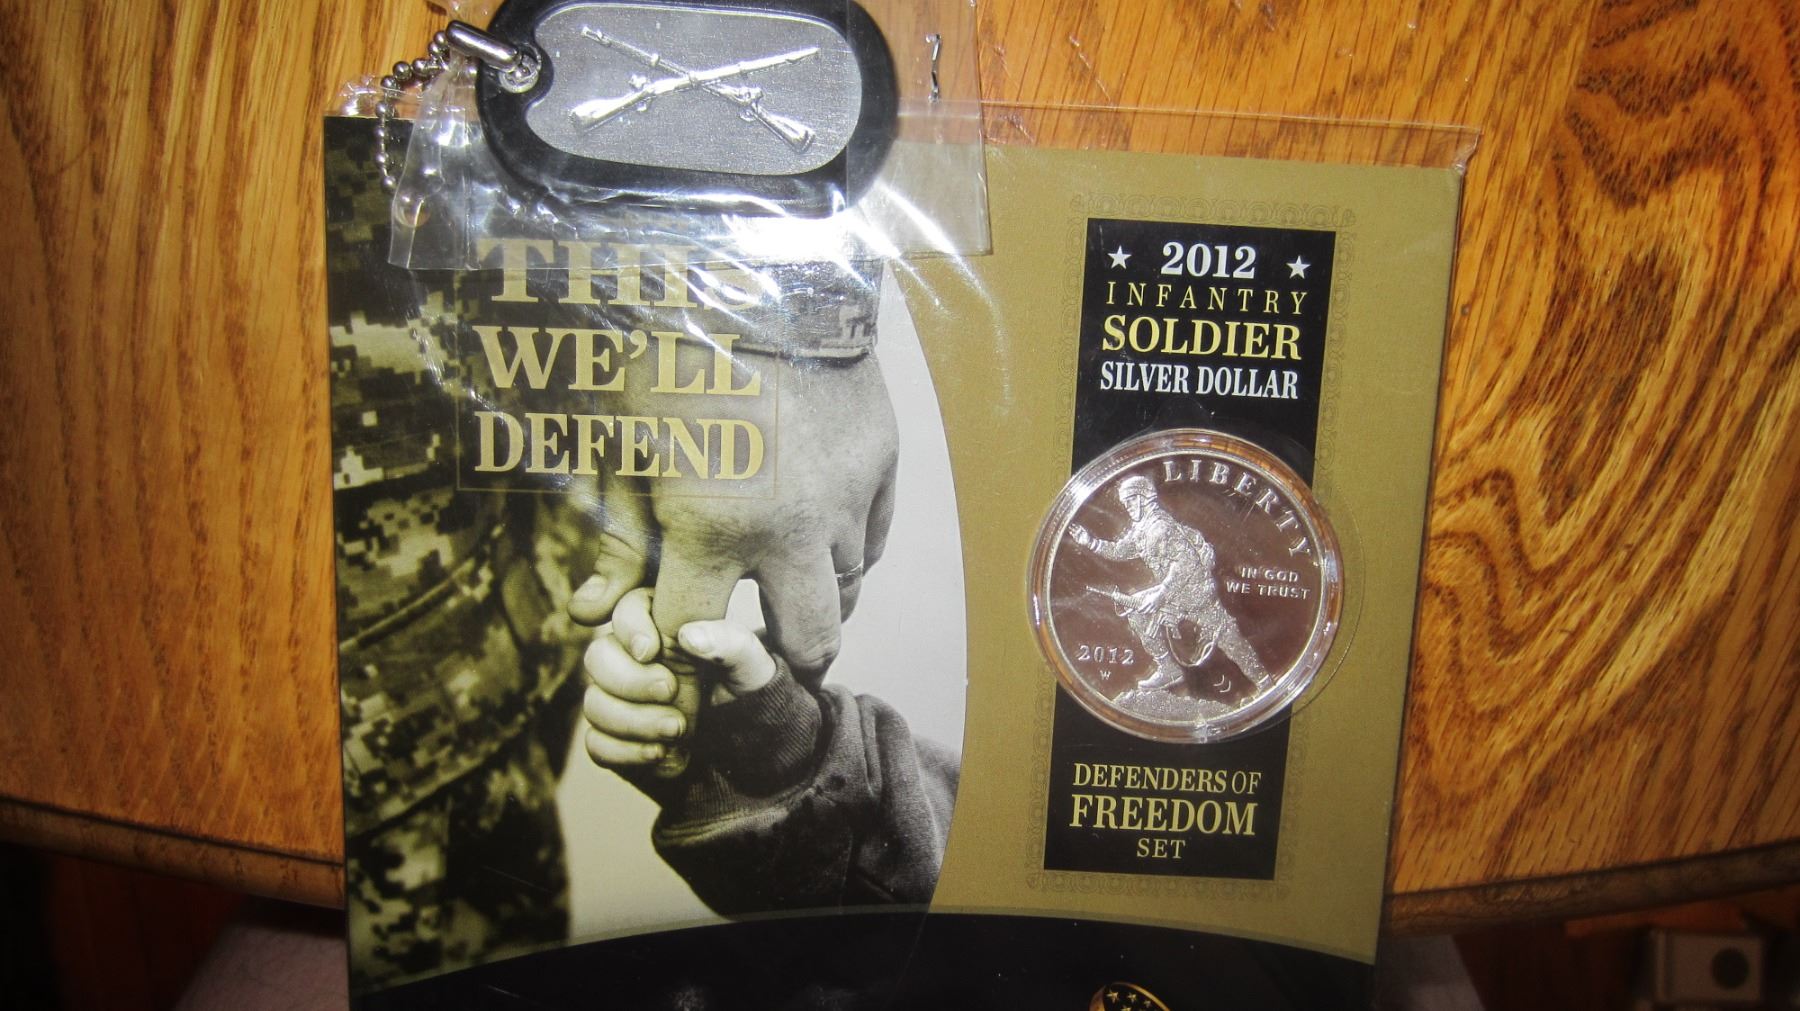 THIS
WE'LL
DEFEND
2012
INFANTRY
SOLDIER
SILVER DOLLAR
LIBERTY
IN GOD
WE TRUST
2012
W
DEFENDERS OF
FREEDOM
SET